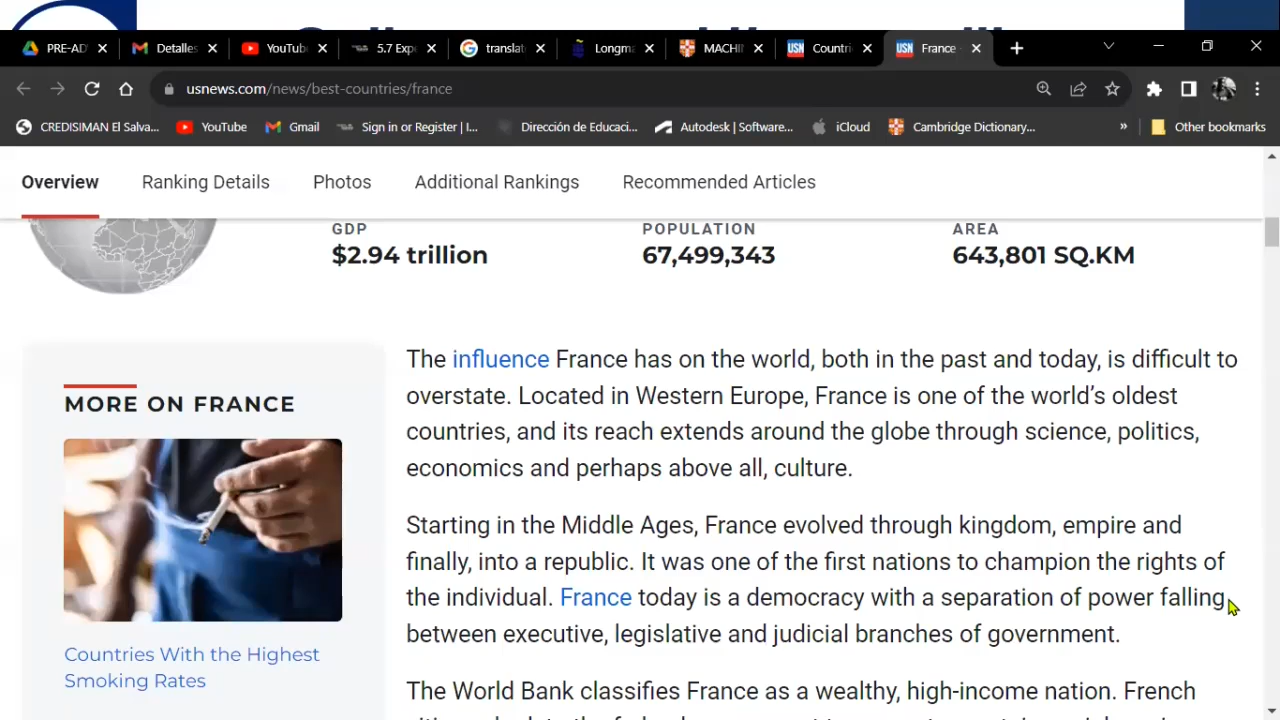 PRE-AD
Detalles
YouTub
5.7 Exp
translat
Longm
MACHI
USN Countri
USN France
usnews.com/news/best-countries/france
CREDISIMAN El Salva...
YouTube
Gmail
Sign in or Register | I...
Dirección de Educaci...
Autodesk | Software...
iCloud
Cambridge Dictionary...
»
Other bookmarks
Overview
Ranking Details
Photos
Additional Rankings
Recommended Articles
GDP
$2.94 trillion
POPULATION
67,499,343
AREA
643,801 SQ.KM
MORE ON FRANCE
Countries With the Highest
Smoking Rates
The influence France has on the world, both in the past and today, is difficult to
overstate. Located in Western Europe, France is one of the world’s oldest
countries, and its reach extends around the globe through science, politics,
economics and perhaps above all, culture.
Starting in the Middle Ages, France evolved through kingdom, empire and
finally, into a republic. It was one of the first nations to champion the rights of
the individual. France today is a democracy with a separation of power falling
between executive, legislative and judicial branches of government.
The World Bank classifies France as a wealthy, high-income nation. French